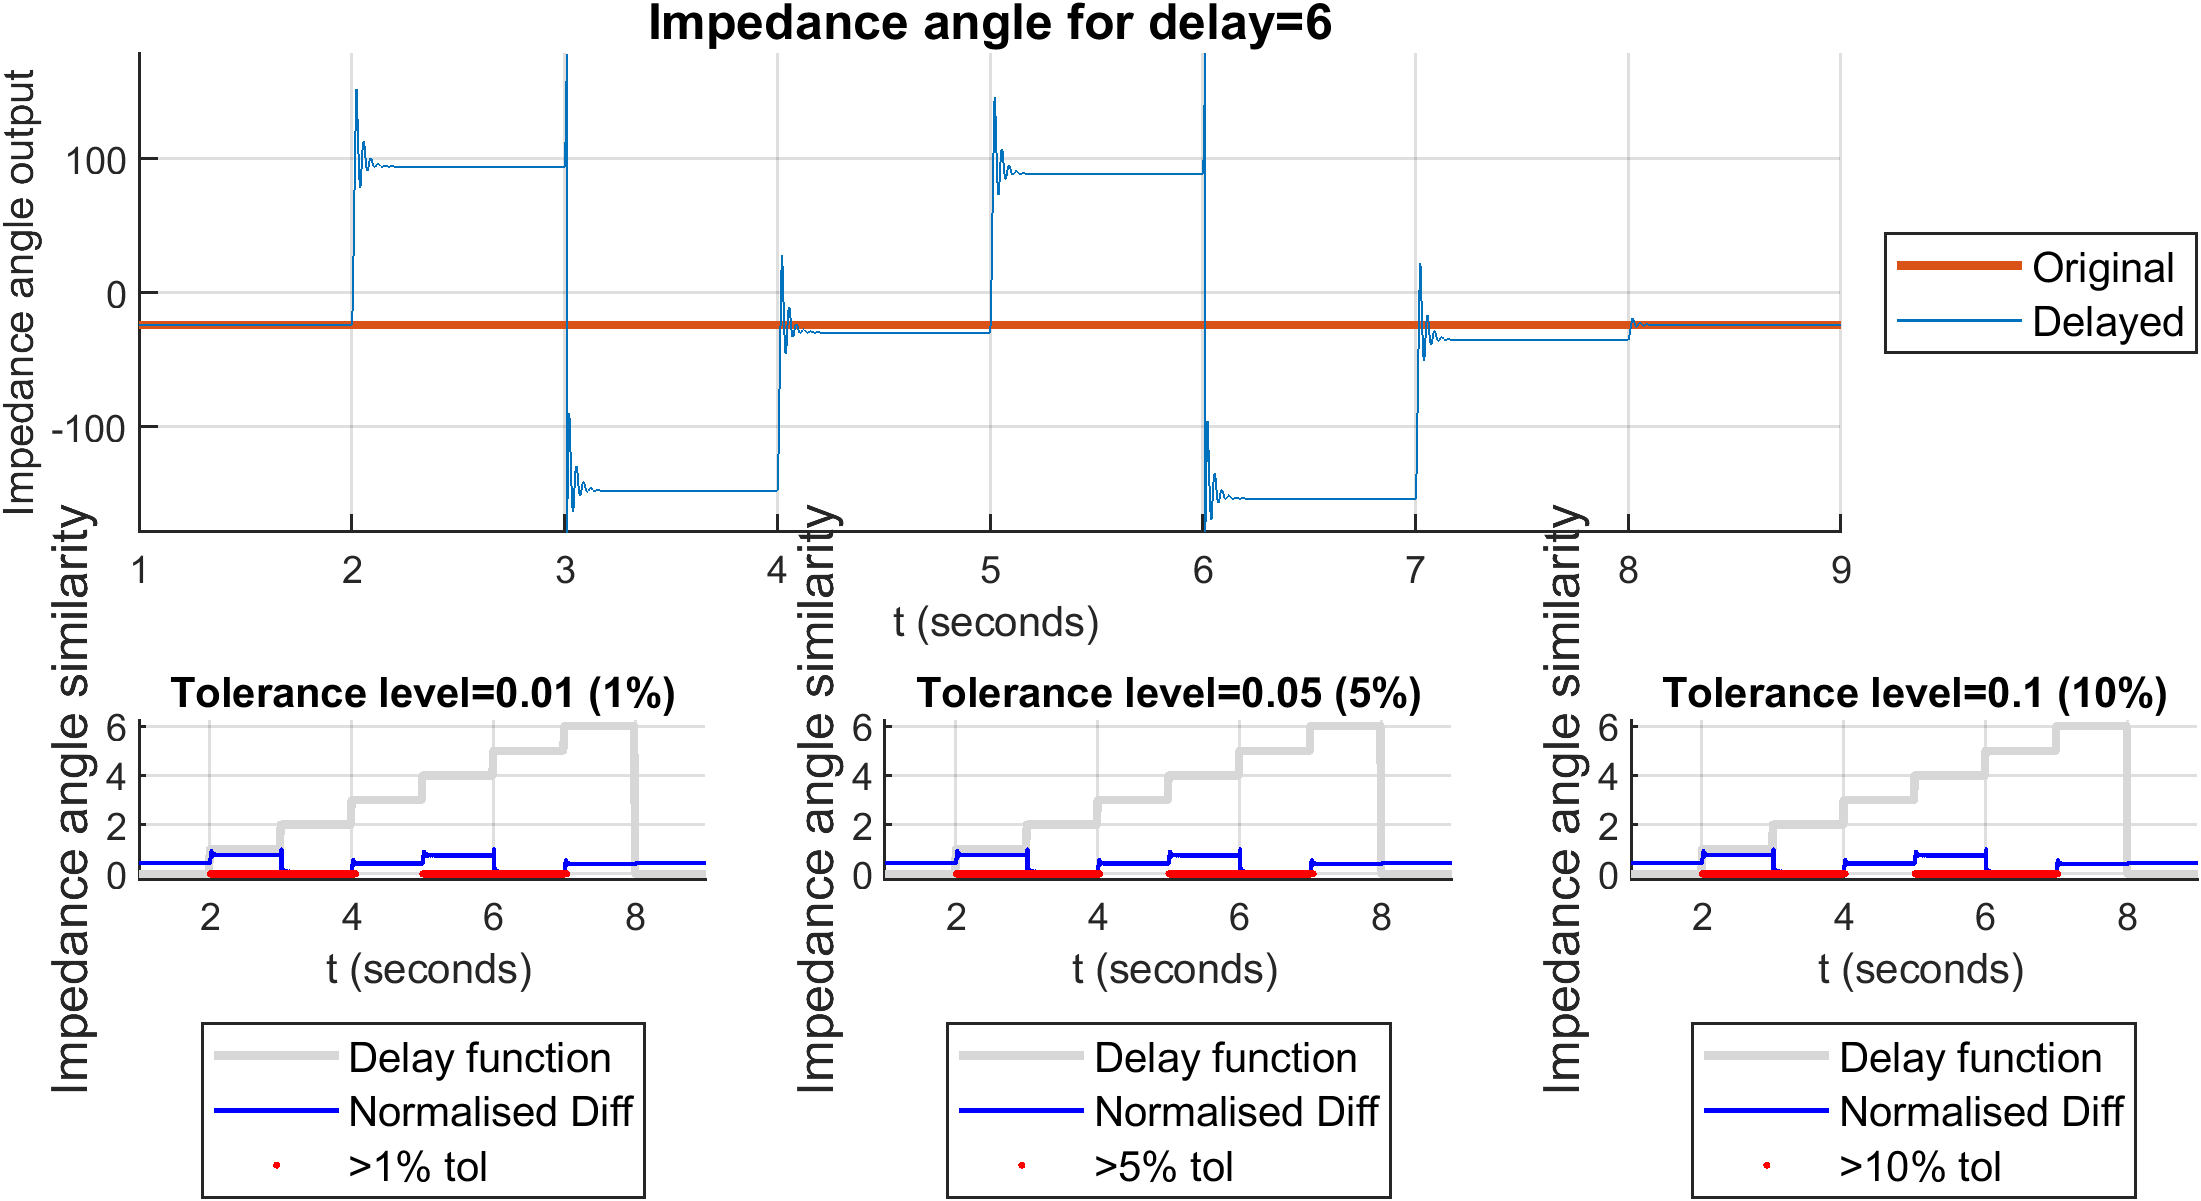 Impedance angle for delay=6
Impedance angle output
100
0
-100
1 2 3 4 5 6 7 8 9
t (seconds)
Original
Delayed
Tolerance level=0.01 (1%)
Impedance angle similarity
6
4
2
0
2 4 6 8
t (seconds)
Delay function
Normalised Diff
>1% tol
Tolerance level=0.05 (5%)
Impedance angle similarity
6
4
2
0
2 4 6 8
t (seconds)
Delay function
Normalised Diff
>5% tol
Tolerance level=0.1 (10%)
Impedance angle similarity
6
4
2
0
2 4 6 8
t (seconds)
Delay function
Normalised Diff
>10% tol